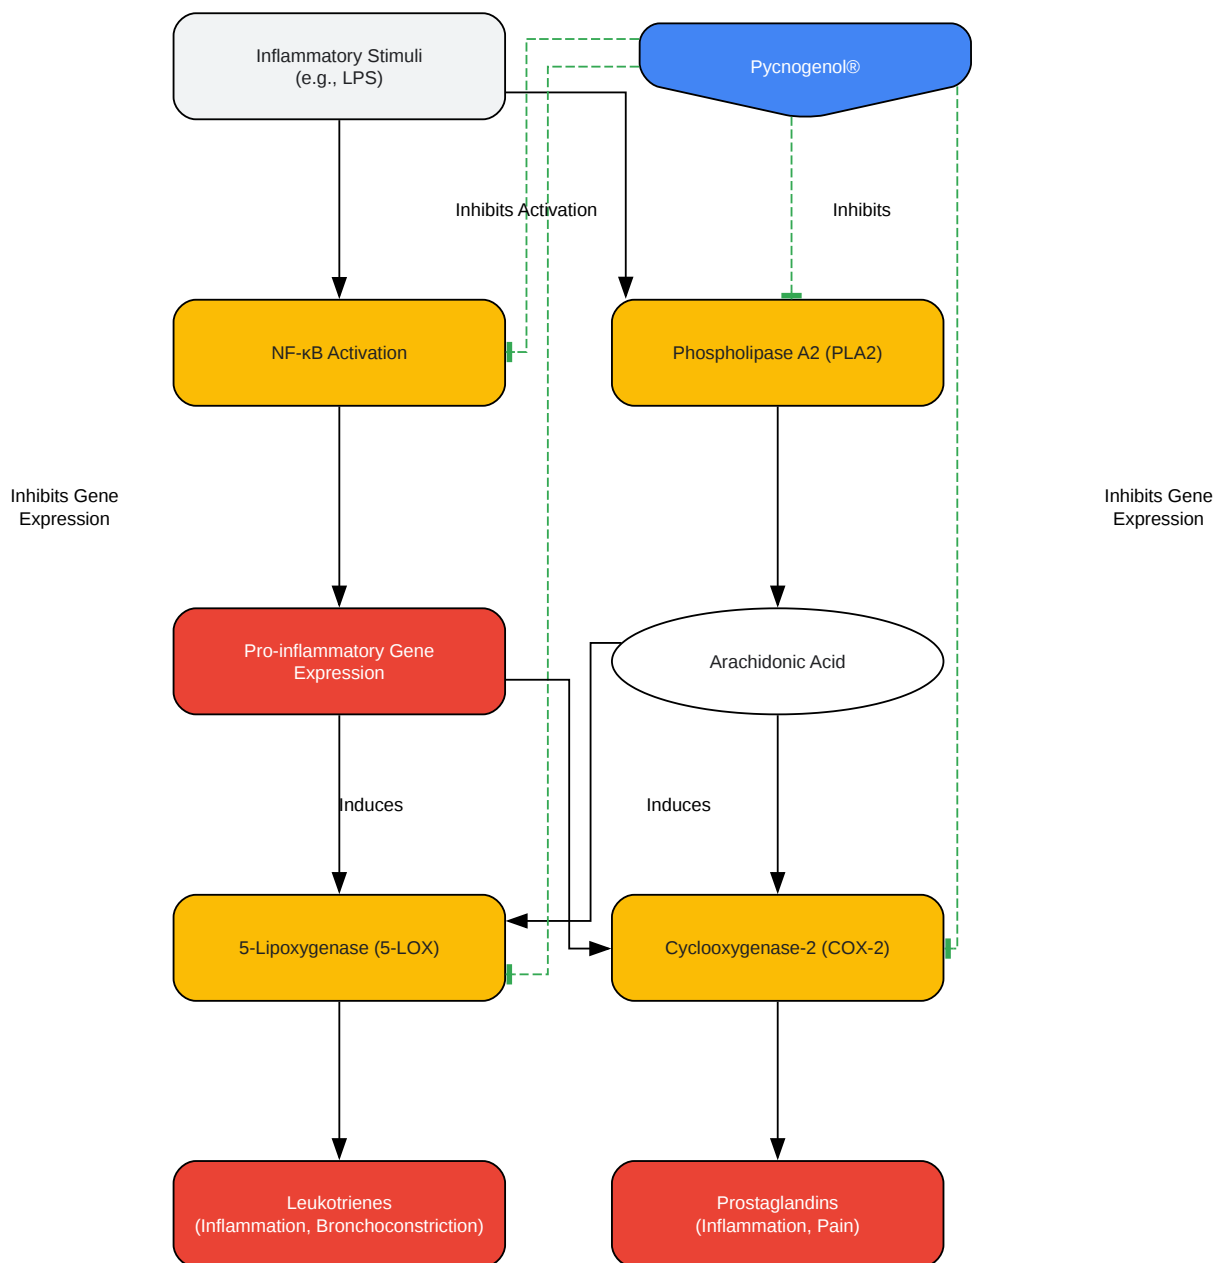 Inflammatory Stimuli
(e.g., LPS)
Pycnogenol®
Inhibits Activation
Inhibits
NF-κB Activation
Phospholipase A2 (PLA2)
Inhibits Gene
Expression
Inhibits Gene
Expression
Pro-inflammatory Gene
Expression
Arachidonic Acid
Induces
Induces
5-Lipoxygenase (5-LOX)
Cyclooxygenase-2 (COX-2)
Leukotrienes
(Inflammation, Bronchoconstriction)
Prostaglandins
(Inflammation, Pain)